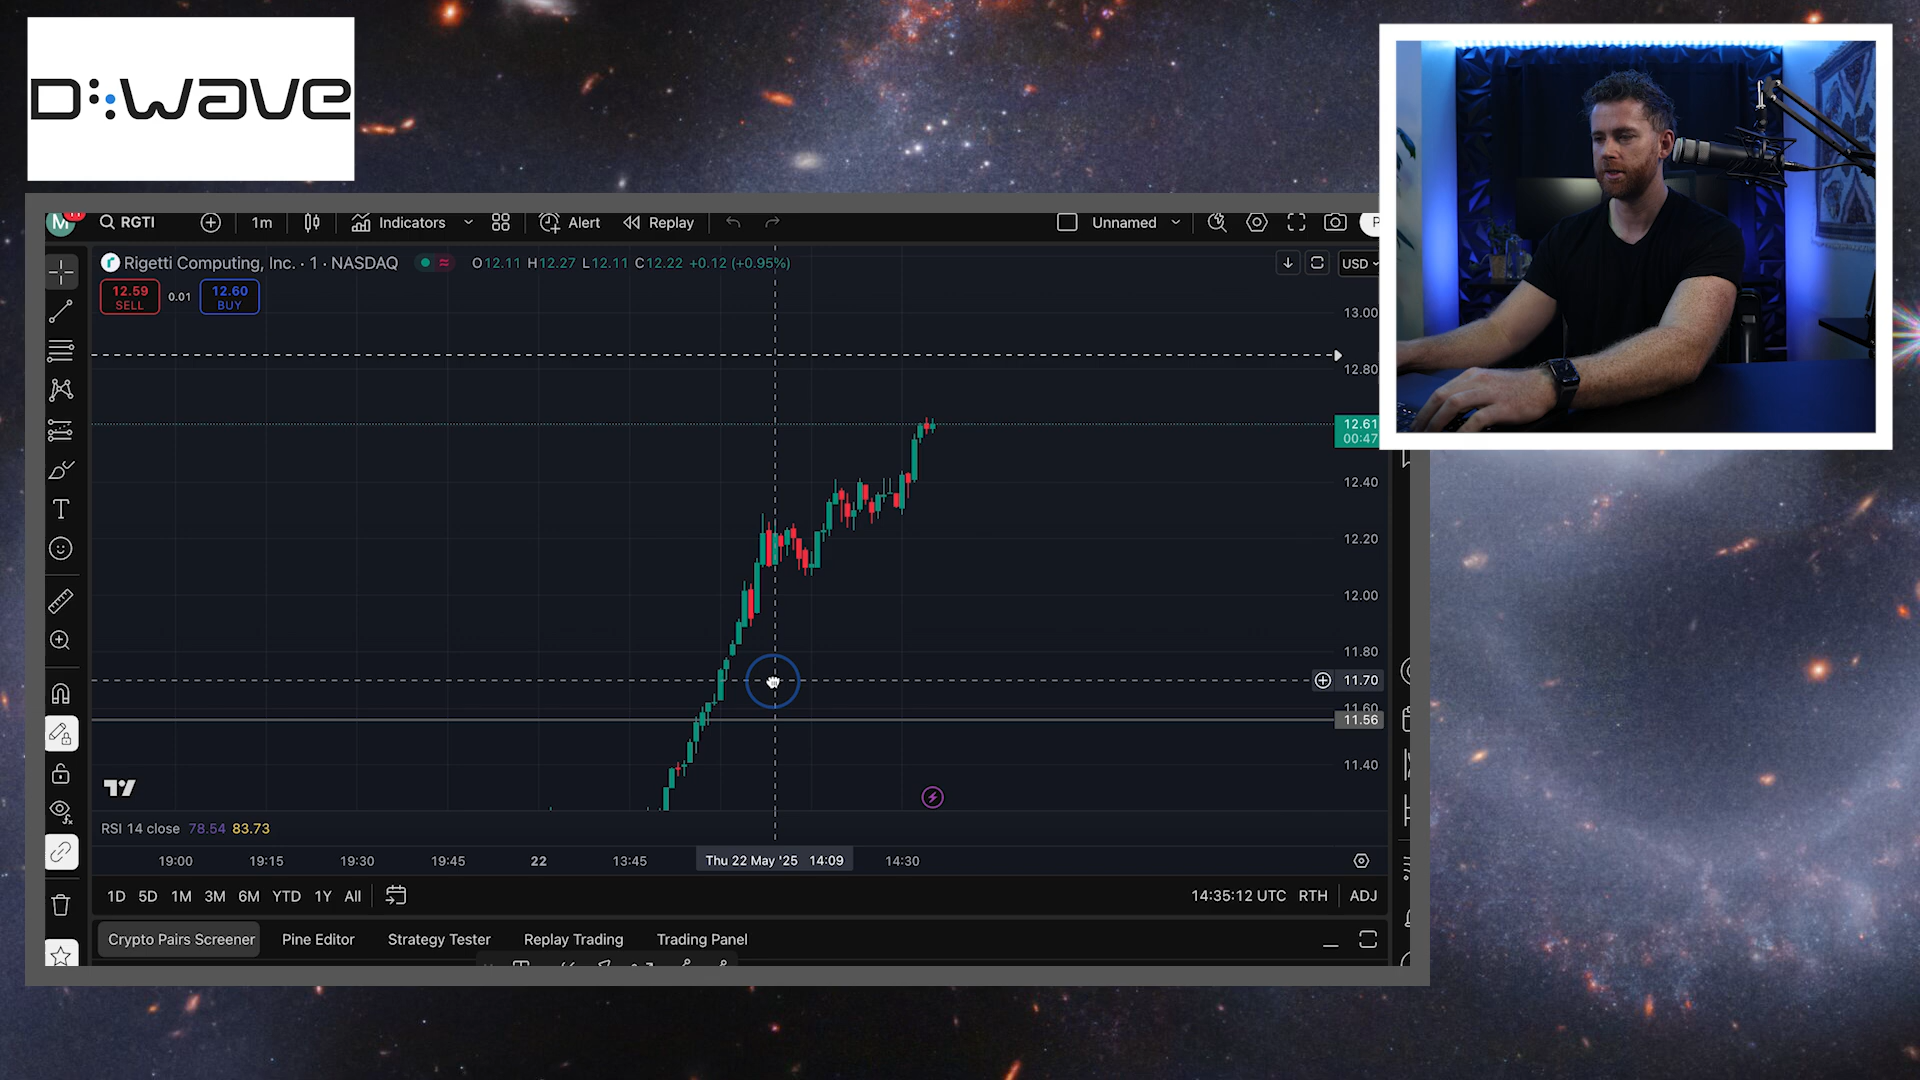 D:wave
M 11 RGTI 1m Indicators Alert Replay Unnamed P
Rigetti Computing, Inc. · 1 · NASDAQ O12.11 H12.27 L12.11 C12.22 +0.12 (+0.95%) USD
12.59 0.01 12.60
SELL BUY
13.00
12.80
12.61
00:47
12.40
12.20
12.00
11.80
11.70
11.60
11.56
11.40
RSI 14 close 78.54 83.73
19:00 19:15 19:30 19:45 22 13:45 Thu 22 May '25 14:09 14:30
1D 5D 1M 3M 6M YTD 1Y All 14:35:12 UTC RTH ADJ
Crypto Pairs Screener Pine Editor Strategy Tester Replay Trading Trading Panel